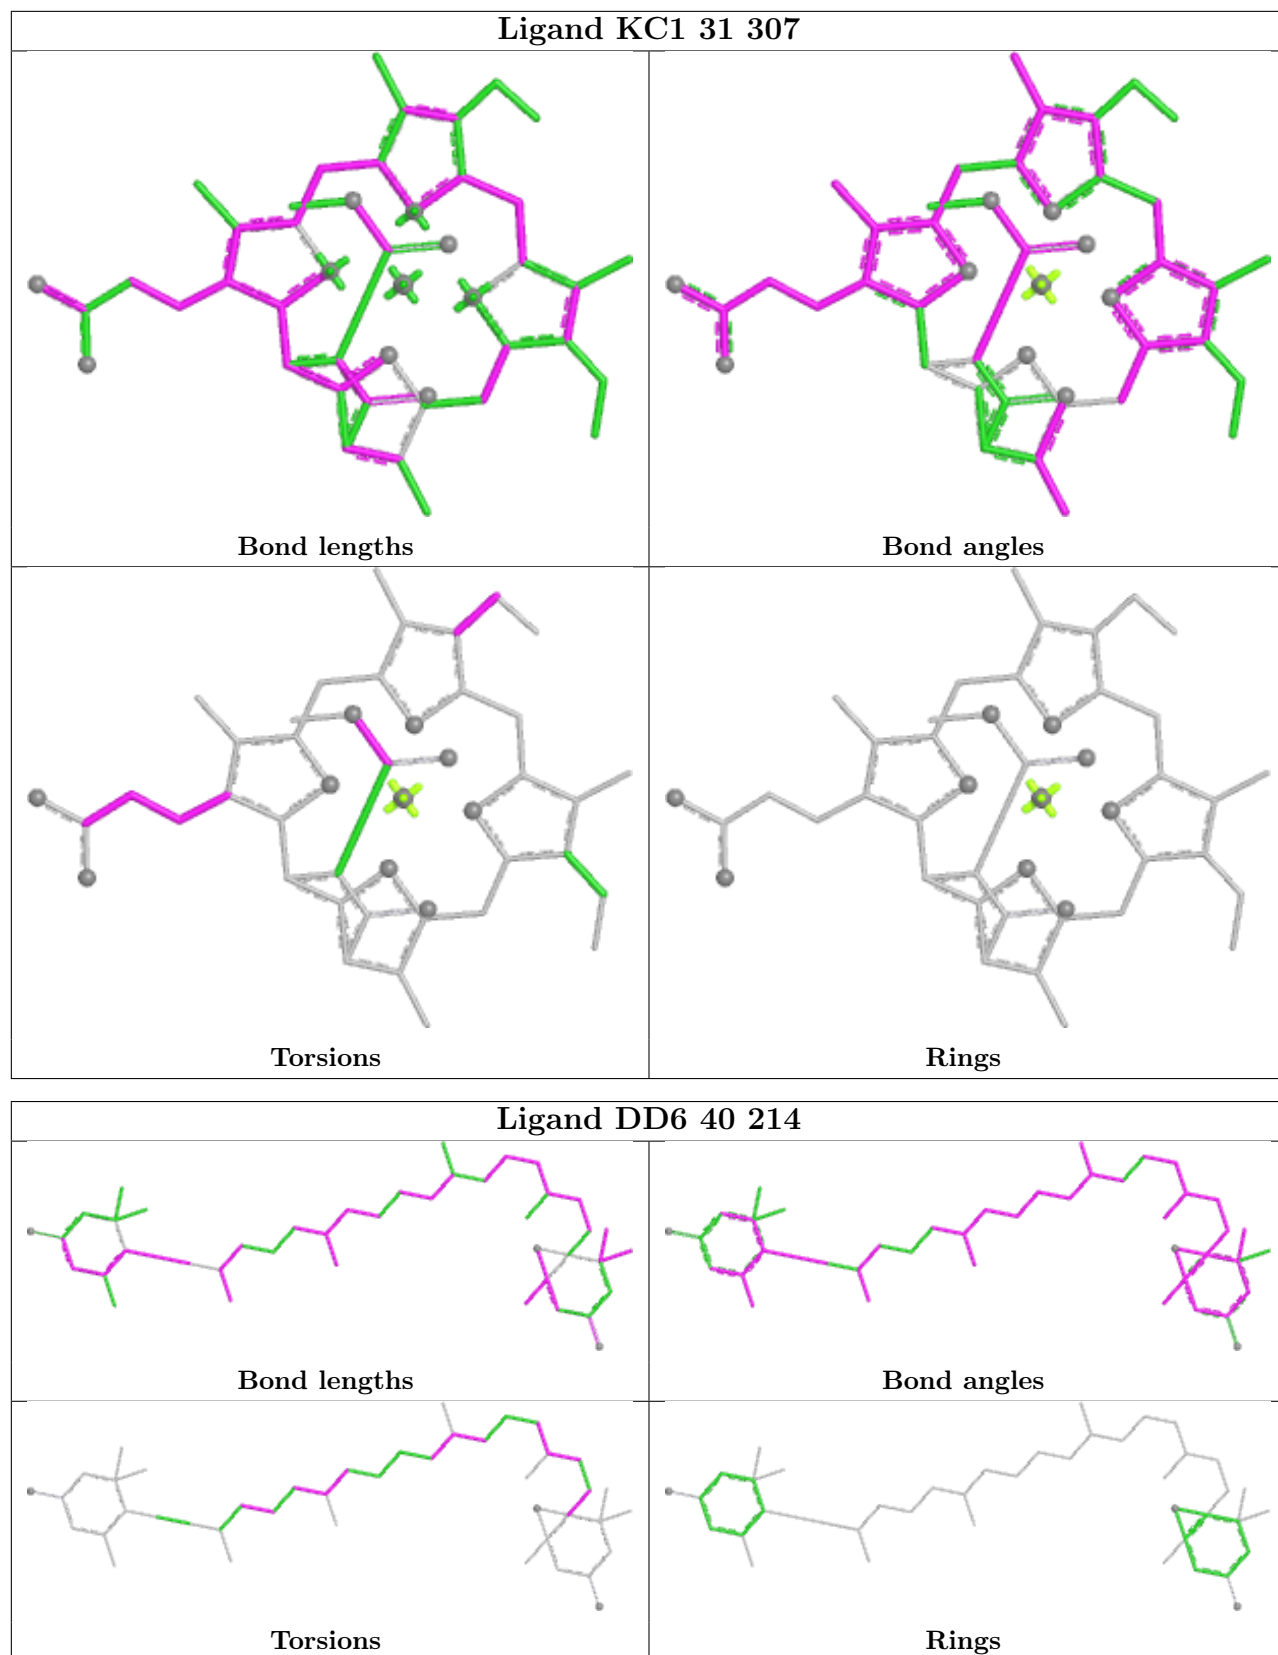 Ligand KC1 31 307
Bond lengths
Bond angles
Torsions
Rings
Ligand DD6 40 214
Bond lengths
Bond angles
Torsions
Rings